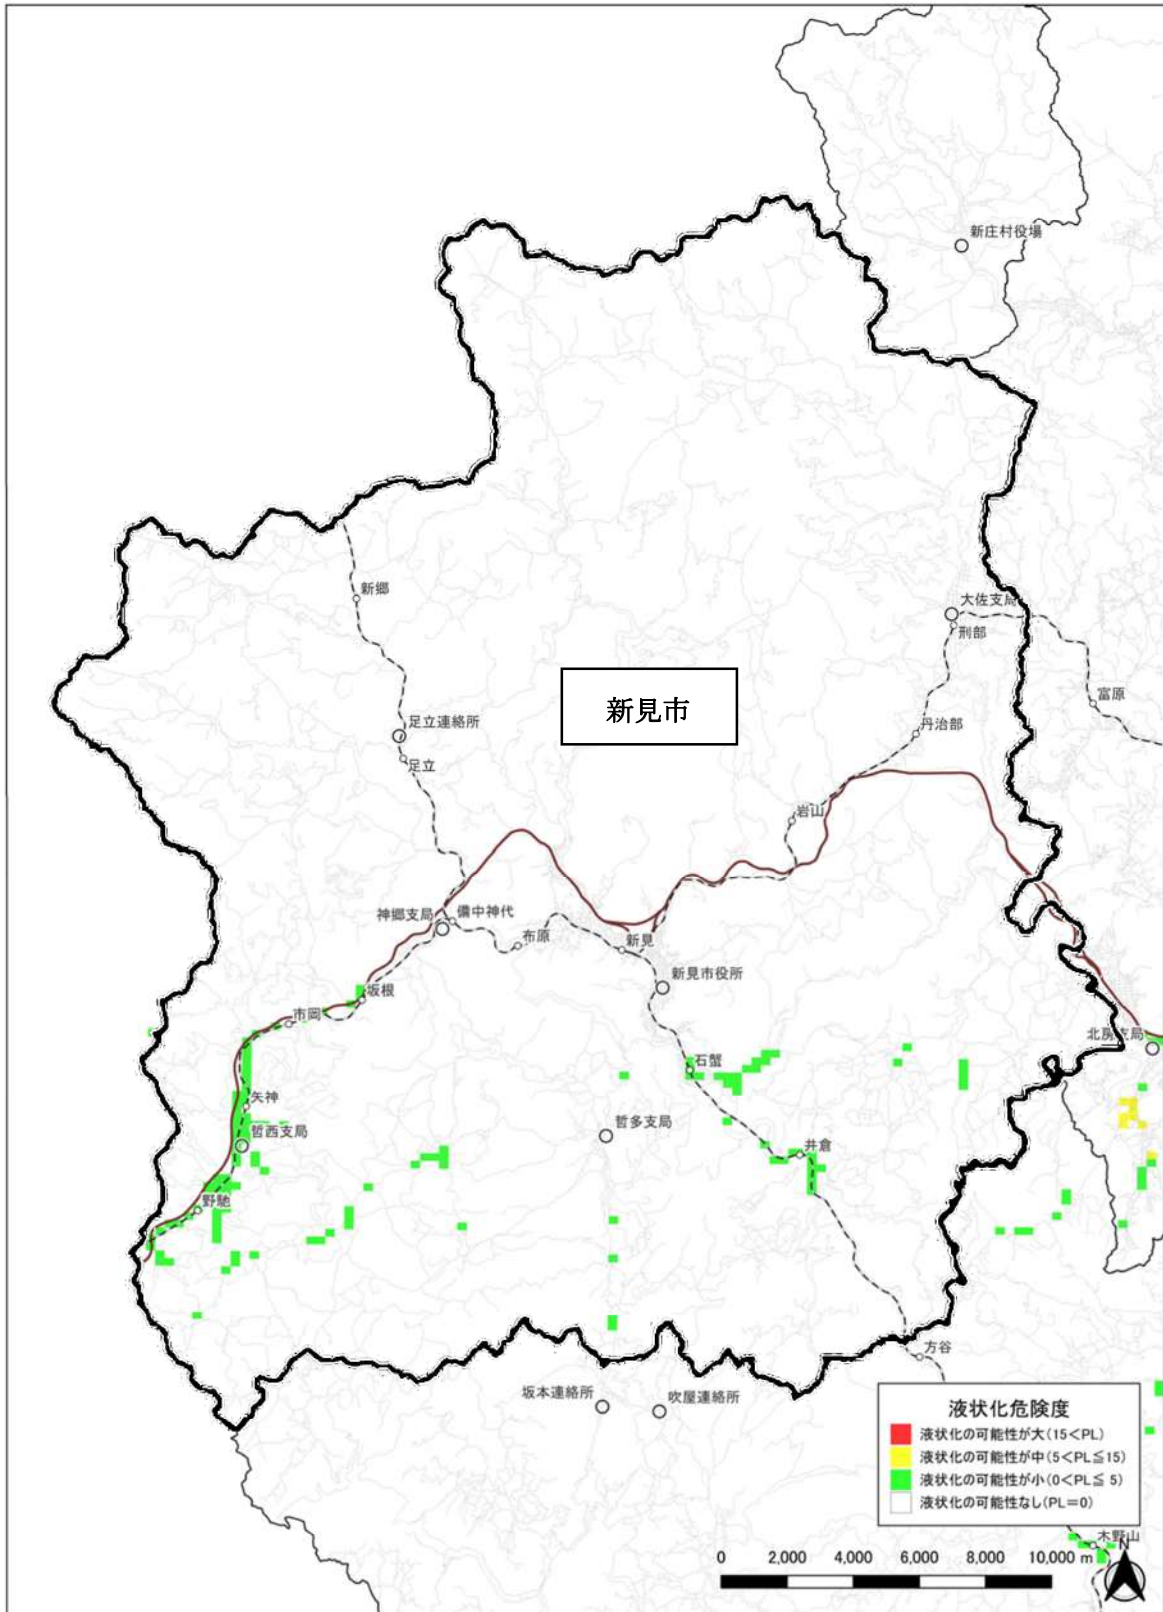 新庄村役場
新郷
大佐支局
刑部
新見市
富原
足立連絡所
丹治部
足立
岩山
神郷支局
備中神代
布原
新見
新見市役所
坂根
市岡
北房支局
石蟹
矢神
哲西支局
哲多支局
井倉
野馳
方谷
坂本連絡所
吹屋連絡所
液状化危険度
液状化の可能性が大(15<PL)
液状化の可能性が中(5<PL≦15)
液状化の可能性が小(0<PL≦ 5)
液状化の可能性なし(PL=0)
木野山
N
0 2,000 4,000 6,000 8,000 10,000 m